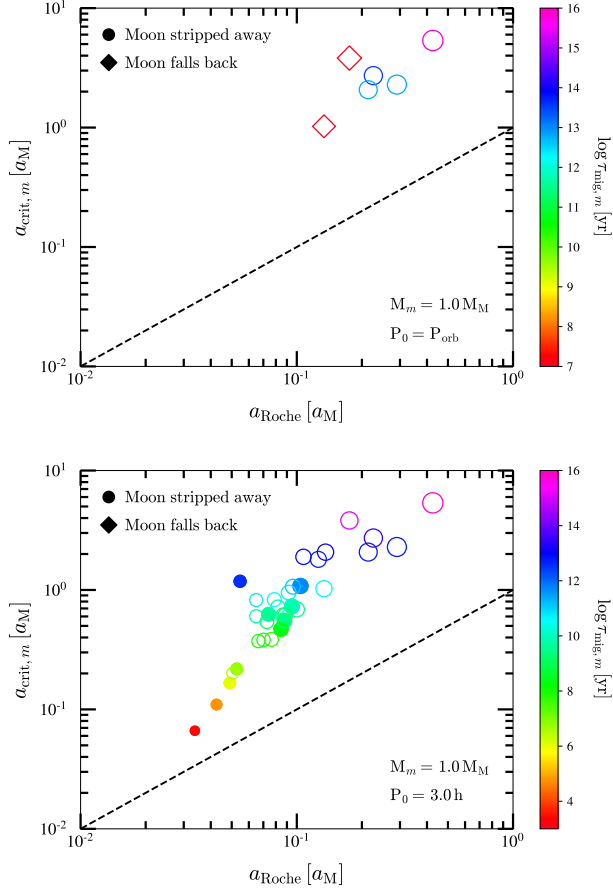 10^1
Moon stripped away
Moon falls back
10^0
10^-1
10^-2
a_crit, m [a_M]
M_m = 1.0 M_M
P_0 = P_orb
10^-2
10^-1
10^0
a_Roche [a_M]
16
15
14
13
12
11
10
9
8
7
log τ_mig, m [yr]
10^1
Moon stripped away
Moon falls back
10^0
10^-1
10^-2
a_crit, m [a_M]
M_m = 1.0 M_M
P_0 = 3.0 h
10^-2
10^-1
10^0
a_Roche [a_M]
16
14
12
10
8
6
4
log τ_mig, m [yr]